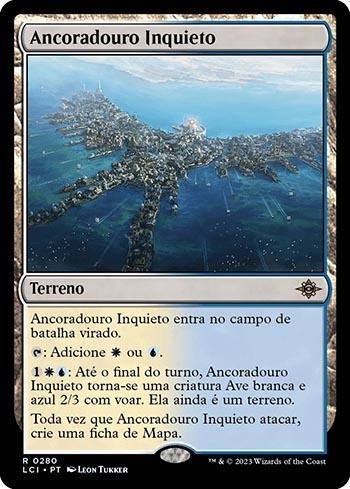 Ancoradouro Inquieto
Terreno
Ancoradouro Inquieto entra no campo de
batalha virado.
: Adicione ou .
1 : Até o final do turno, Ancoradouro
Inquieto torna-se uma criatura Ave branca e
azul 2/3 com voar. Ela ainda é um terreno.
Toda vez que Ancoradouro Inquieto atacar,
crie uma ficha de Mapa.
R 0280
LCI • PT Leon Tukker
™ & © 2023 Wizards of the Coast